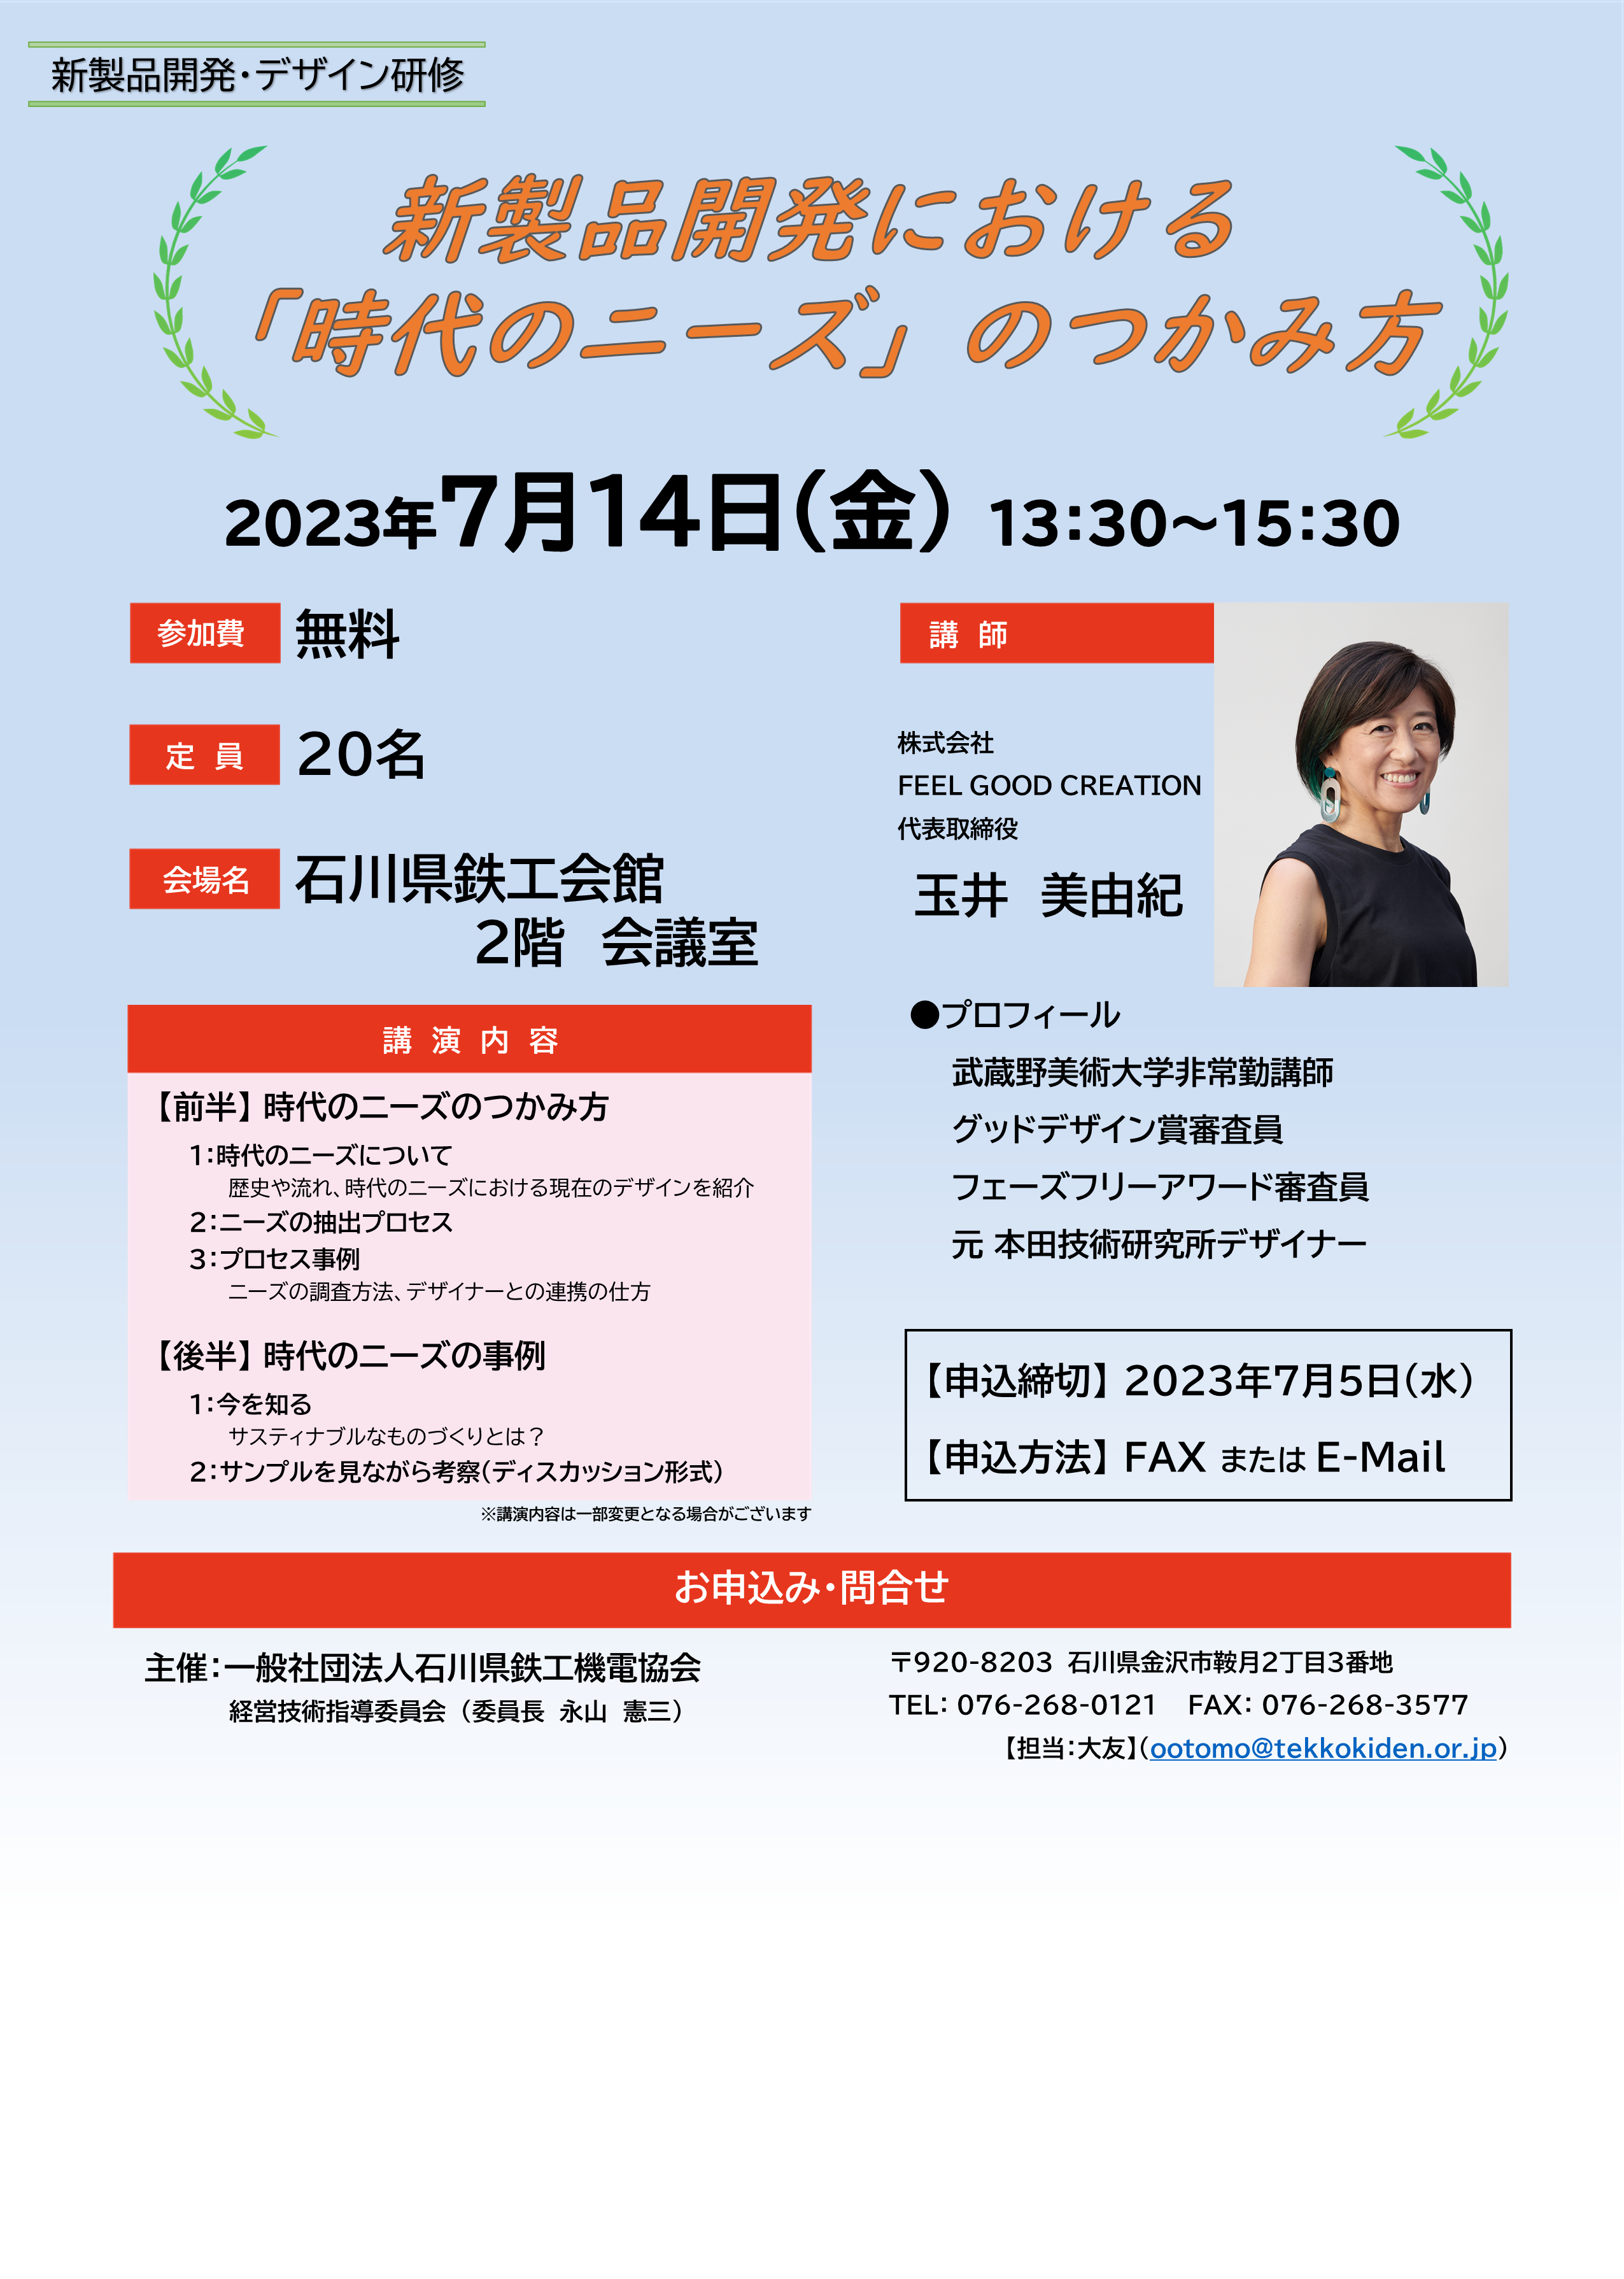 新製品開発・デザイン研修
新製品開発における
「時代のニーズ」のつかみ方
2023年7月14日(金) 13:30～15:30
参加費 無料
定 員 20名
会場名 石川県鉄工会館
2階 会議室
講 師
株式会社
FEEL GOOD CREATION
代表取締役
玉井 美由紀
●プロフィール
武蔵野美術大学非常勤講師
グッドデザイン賞審査員
フェーズフリーアワード審査員
元 本田技術研究所デザイナー
講 演 内 容
【前半】時代のニーズのつかみ方
1:時代のニーズについて
歴史や流れ、時代のニーズにおける現在のデザインを紹介
2:ニーズの抽出プロセス
3:プロセス事例
ニーズの調査方法、デザイナーとの連携の仕方
【後半】時代のニーズの事例
1:今を知る
サスティナブルなものづくりとは？
2:サンプルを見ながら考察(ディスカッション形式)
※講演内容は一部変更となる場合がございます
【申込締切】2023年7月5日(水)
【申込方法】FAX または E-Mail
お申込み・問合せ
主催：一般社団法人石川県鉄工機電協会
経営技術指導委員会（委員長 永山 憲三）
〒920-8203 石川県金沢市鞍月2丁目3番地
TEL: 076-268-0121 FAX: 076-268-3577
【担当：大友】(ootomo@tekkokiden.or.jp)